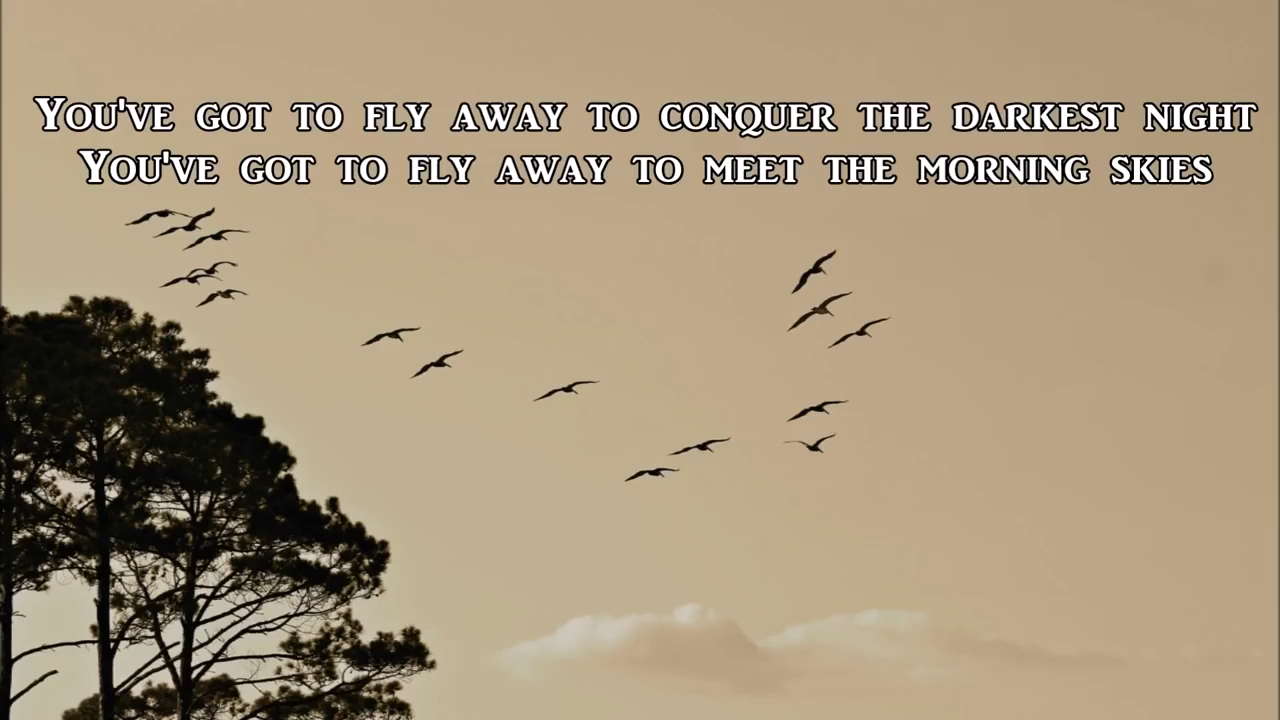 You've got to fly away to conquer the darkest night
You've got to fly away to meet the morning skies